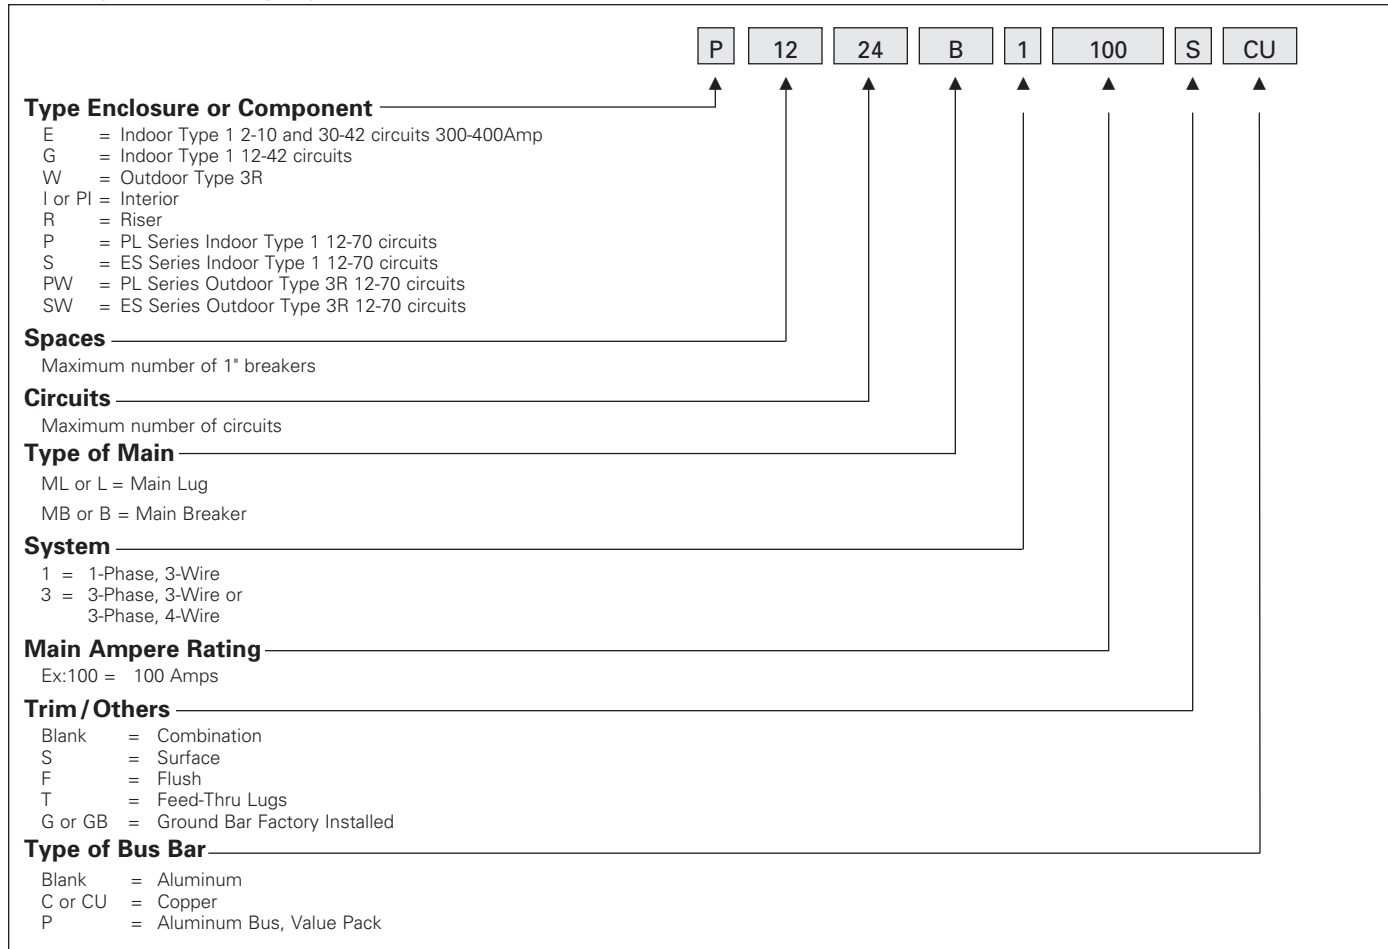 P 12 24 B 1 100 S CU
Type Enclosure or Component
E = Indoor Type 1 2-10 and 30-42 circuits 300-400Amp
G = Indoor Type 1 12-42 circuits
W = Outdoor Type 3R
I or PI = Interior
R = Riser
P = PL Series Indoor Type 1 12-70 circuits
S = ES Series Indoor Type 1 12-70 circuits
PW = PL Series Outdoor Type 3R 12-70 circuits
SW = ES Series Outdoor Type 3R 12-70 circuits
Spaces
Maximum number of 1" breakers
Circuits
Maximum number of circuits
Type of Main
ML or L = Main Lug
MB or B = Main Breaker
System
1 = 1-Phase, 3-Wire
3 = 3-Phase, 3-Wire or
3-Phase, 4-Wire
Main Ampere Rating
Ex:100 = 100 Amps
Trim/Others
Blank = Combination
S = Surface
F = Flush
T = Feed-Thru Lugs
G or GB = Ground Bar Factory Installed
Type of Bus Bar
Blank = Aluminum
C or CU = Copper
P = Aluminum Bus, Value Pack